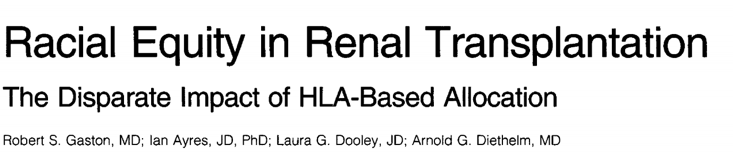 Racial Equity in Renal Transplantation
The Disparate Impact of HLA-Based Allocation
Robert S. Gaston, MD; Ian Ayres, JD, PhD; Laura G. Dooley, JD; Arnold G. Diethelm, MD